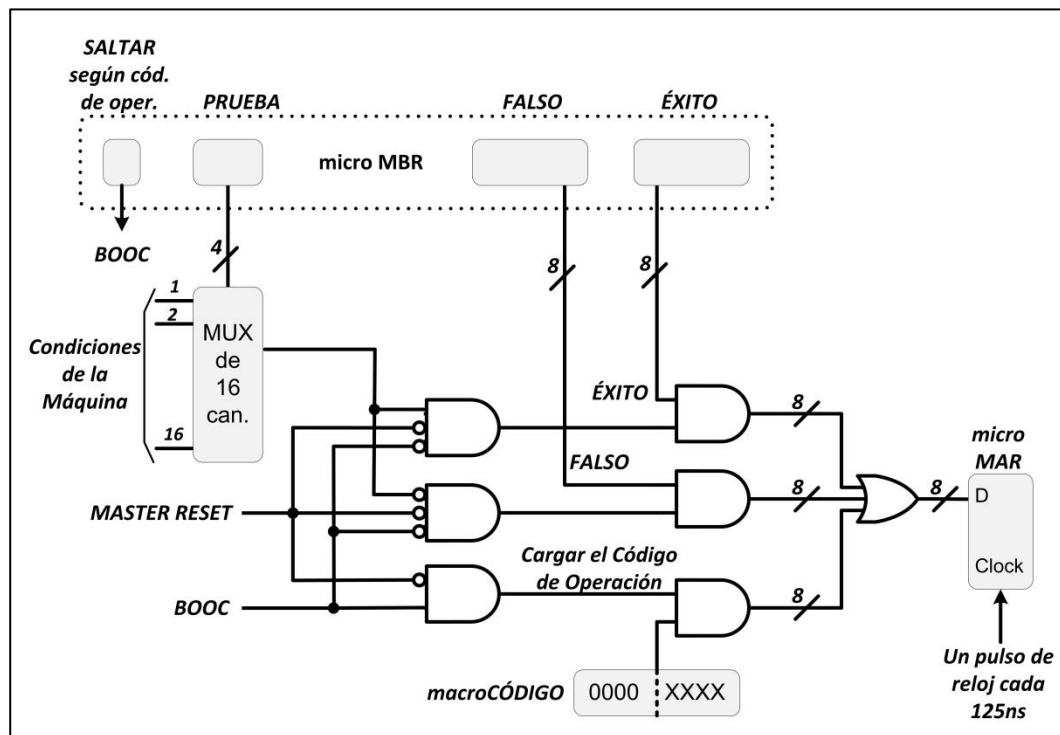 SALTAR
según cód.
de oper.
PRUEBA
FALSO
ÉXITO
micro MBR
BOOC
4
8
8
1
2
16
Condiciones
de la
Máquina
MUX
de
16
can.
ÉXITO
8
FALSO
8
micro
MAR
8
D
Clock
MASTER RESET
Cargar el Código
de Operación
BOOC
8
Un pulso de
reloj cada
125ns
macroCÓDIGO
0000 XXXX